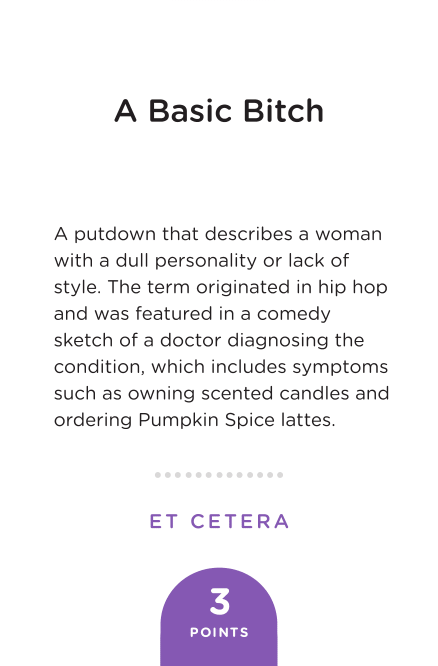 A Basic Bitch
A putdown that describes a woman
with a dull personality or lack of
style. The term originated in hip hop
and was featured in a comedy
sketch of a doctor diagnosing the
condition, which includes symptoms
such as owning scented candles and
ordering Pumpkin Spice lattes.
ET CETERA
3
POINTS